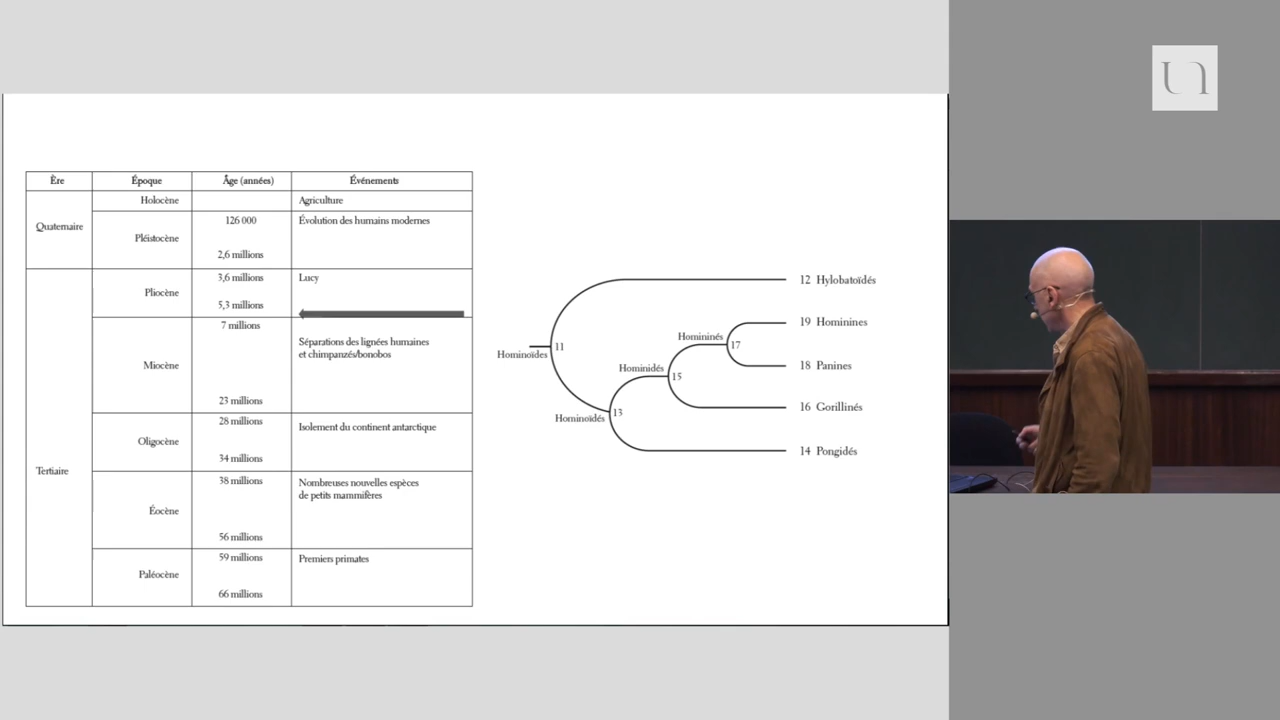 Ère Époque Âge (années) Événements
Holocène Agriculture
Quaternaire
126 000 Évolution des humains modernes
Pléistocène
2,6 millions
3,6 millions Lucy
Pliocène
5,3 millions
7 millions
Séparations des lignées humaines
et chimpanzés/bonobos
Miocène
23 millions
28 millions
Isolement du continent antarctique
Oligocène
34 millions
Tertiaire
38 millions Nombreuses nouvelles espèces
de petits mammifères
Éocène
56 millions
59 millions Premiers primates
Paléocène
66 millions
12 Hylobatoïdés
19 Hominines
Homininés
17
11
Hominoïdes
18 Panines
Hominidés
15
16 Gorillinés
13
Hominoïdés
14 Pongidés